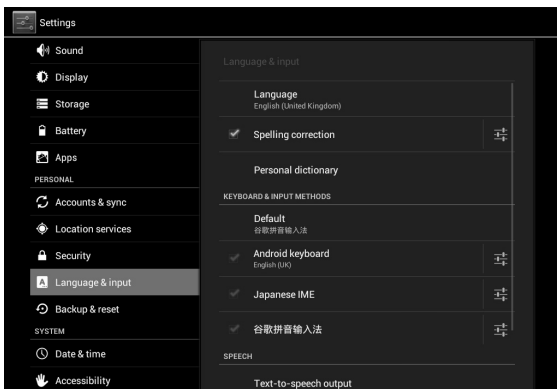 Settings
Sound
Display
Storage
Battery
Apps
PERSONAL
Accounts & sync
Location services
Security
Language & input
Backup & reset
SYSTEM
Date & time
Accessibility
Language & input
Language
English (United Kingdom)
Spelling correction
Personal dictionary
KEYBOARD & INPUT METHODS
Default
谷歌拼音输入法
Android keyboard
English (UK)
Japanese IME
谷歌拼音输入法
SPEECH
Text-to-speech output